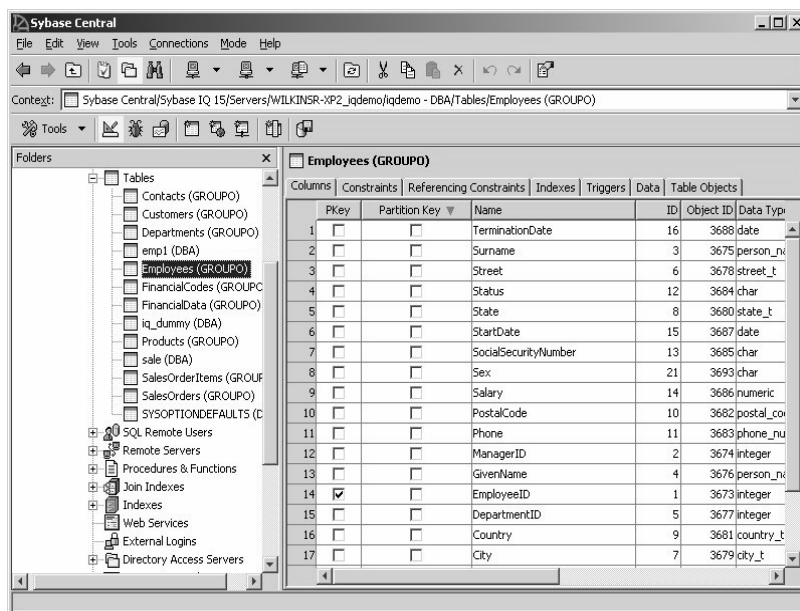 Sybase Central
File Edit View Tools Connections Mode Help
Context: Sybase Central/Sybase IQ 15/Servers/WILKINSR-XP2_iqdemo/iqdemo - DBA/Tables/Employees (GROUPO)
Tools
Folders x
Tables
Contacts (GROUPO)
Customers (GROUPO)
Departments (GROUPO)
emp1 (DBA)
Employees (GROUPO)
FinancialCodes (GROUPO
FinancialData (GROUPO)
iq_dummy (DBA)
Products (GROUPO)
sale (DBA)
SalesOrderItems (GROUP
SalesOrders (GROUPO)
SYSOPTIONDEFAULTS (D
SQL Remote Users
Remote Servers
Procedures & Functions
Join Indexes
Indexes
Web Services
External Logins
Directory Access Servers
Employees (GROUPO)
Columns Constraints Referencing Constraints Indexes Triggers Data Table Objects
PKey Partition Key Name ID Object ID Data Type
1 TerminationDate 16 3688 date
2 Surname 3 3675 person_na
3 Street 6 3678 street_t
4 Status 12 3684 char
5 State 8 3680 state_t
6 StartDate 15 3687 date
7 SocialSecurityNumber 13 3685 char
8 Sex 21 3693 char
9 Salary 14 3686 numeric
10 PostalCode 10 3682 postal_co
11 Phone 11 3683 phone_nu
12 ManagerID 2 3674 integer
13 GivenName 4 3676 person_na
14 EmployeeID 1 3673 integer
15 DepartmentID 5 3677 integer
16 Country 9 3681 country_t
17 City 7 3679 city_t